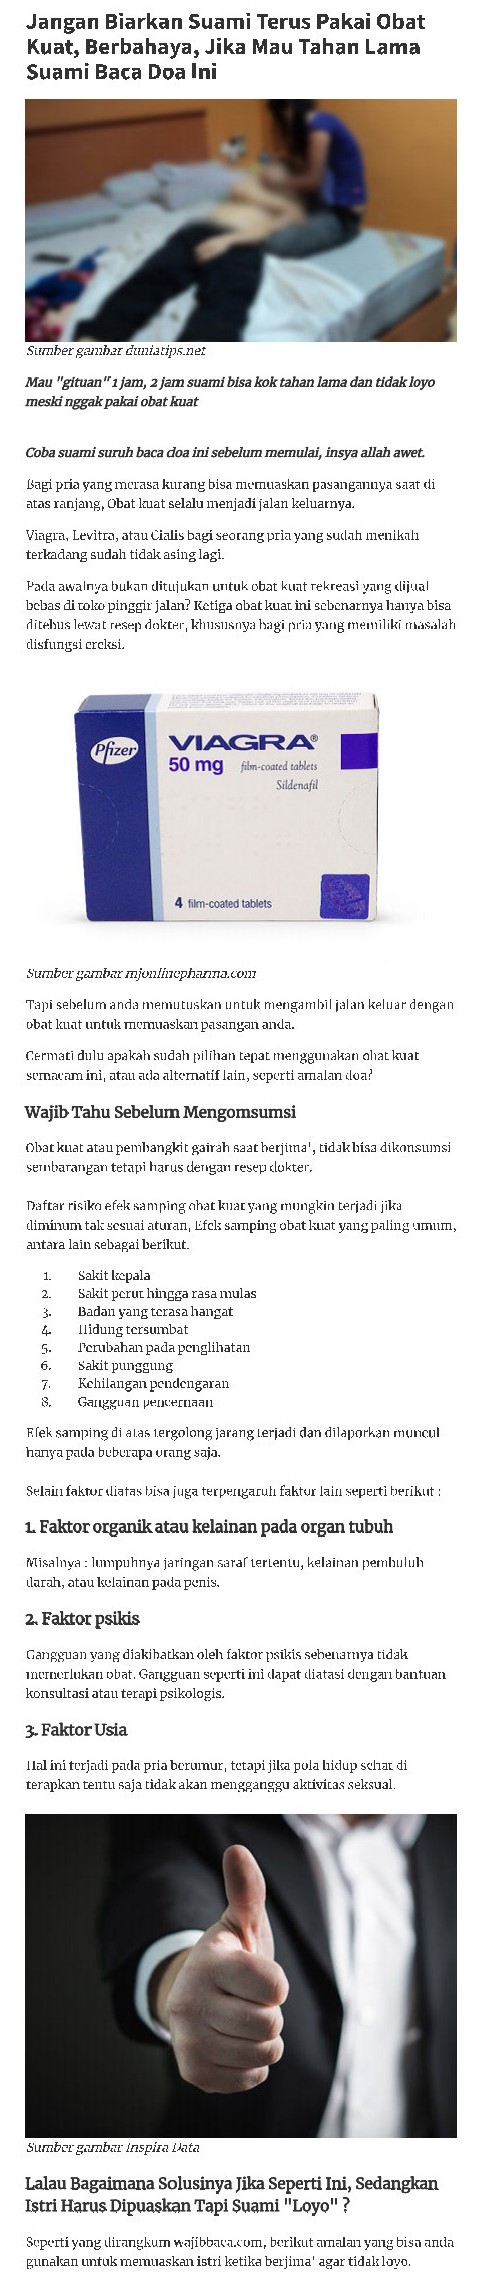 Jangan Biarkan Suami Terus Pakai Obat
Kuat, Berbahaya, Jika Mau Tahan Lama
Suami Baca Doa Ini
Sumber gambar duniatips.net
Mau "gituan" 1 jam, 2 jam suami bisa kok tahan lama dan tidak loyo
meski nggak pakai obat kuat
Coba suami suruh baca doa ini sebelum memulai, insya allah awet.
Bagi pria yang merasa kurang bisa memuaskan pasangannya saat di
atas ranjang, Obat kuat selalu menjadi jalan keluarnya.
Viagra, Levitra, atau Cialis bagi seorang pria yang sudah menikah
terkadang sudah tidak asing lagi.
Pada awalnya bukan ditujukan untuk obat kuat rekreasi yang dijual
bebas di toko pinggir jalan? Ketiga obat kuat ini sebenarnya hanya bisa
ditebus lewat resep dokter, khususnya bagi pria yang memiliki masalah
disfungsi ereksi.
Pfizer
VIAGRA®
50 mg film-coated tablets
Sildenafil
4 film-coated tablets
Sumber gambar mjonlinepharma.com
Tapi sebelum anda memutuskan untuk mengambil jalan keluar dengan
obat kuat untuk memuaskan pasangan anda.
Cermati dulu apakah sudah pilihan tepat menggunakan obat kuat
semacam ini, atau ada alternatif lain, seperti amalan doa?
Wajib Tahu Sebelum Mengomsumsi
Obat kuat atau pembangkit gairah saat berjima', tidak bisa dikonsumsi
sembarangan tetapi harus dengan resep dokter.
Daftar risiko efek samping obat kuat yang mungkin terjadi jika
diminum tak sesuai aturan, Efek samping obat kuat yang paling umum,
antara lain sebagai berikut.
1. Sakit kepala
2. Sakit perut hingga rasa mulas
3. Badan yang terasa hangat
4. Hidung tersumbat
5. Perubahan pada penglihatan
6. Sakit punggung
7. Kehilangan pendengaran
8. Gangguan pencernaan
Efek samping di atas tergolong jarang terjadi dan dilaporkan muncul
hanya pada beberapa orang saja.
Selain faktor diatas bisa juga terpengaruh faktor lain seperti berikut :
1. Faktor organik atau kelainan pada organ tubuh
Misalnya : lumpuhnya jaringan saraf tertentu, kelainan pembuluh
darah, atau kelainan pada penis.
2. Faktor psikis
Gangguan yang diakibatkan oleh faktor psikis sebenarnya tidak
memerlukan obat. Gangguan seperti ini dapat diatasi dengan bantuan
konsultasi atau terapi psikologis.
3. Faktor Usia
Hal ini terjadi pada pria berumur, tetapi jika pola hidup sehat di
terapkan tentu saja tidak akan mengganggu aktivitas seksual.
Sumber gambar Inspira Data
Lalau Bagaimana Solusinya Jika Seperti Ini, Sedangkan
Istri Harus Dipuaskan Tapi Suami "Loyo" ?
Seperti yang dirangkum wajibbaca.com, berikut amalan yang bisa anda
gunakan untuk memuaskan istri ketika berjima' agar tidak loyo.